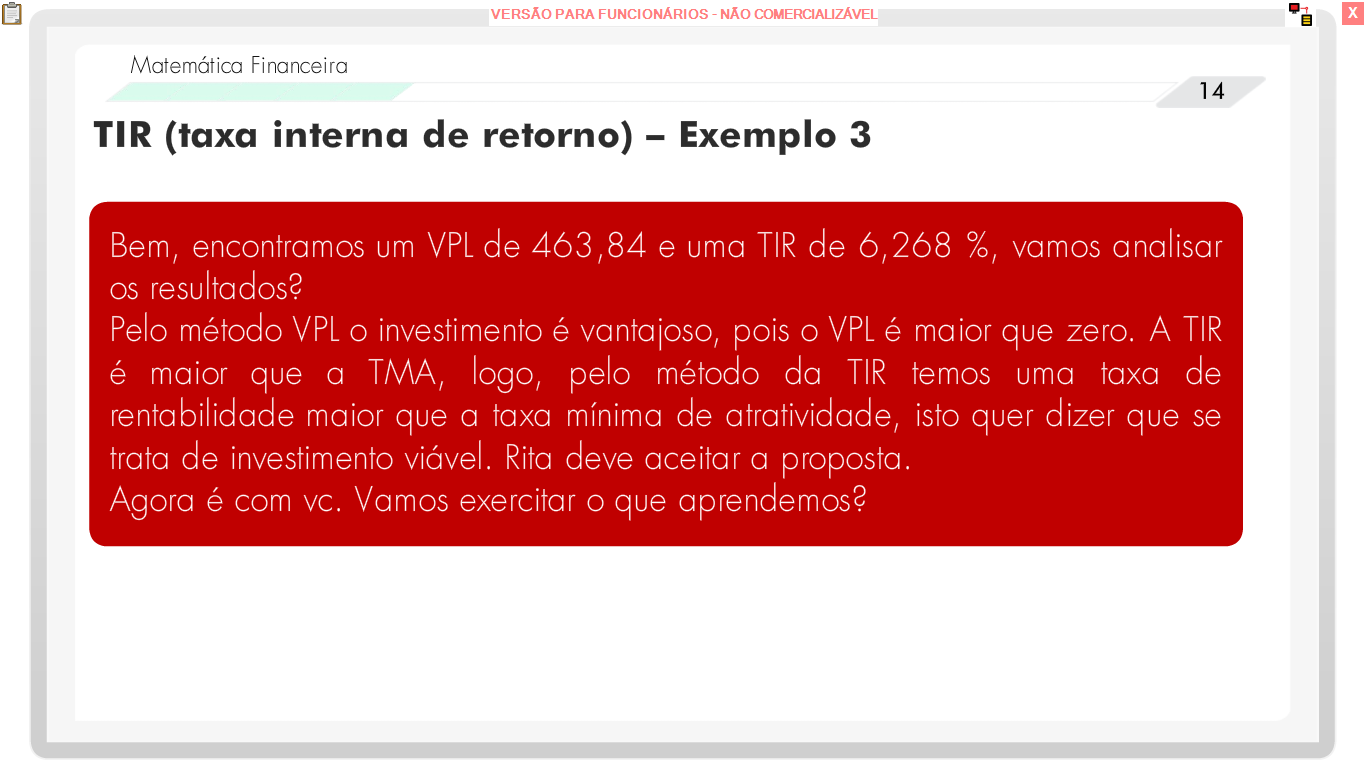 VERSÃO PARA FUNCIONÁRIOS - NÃO COMERCIALIZÁVEL
X
Matemática Financeira
14
TIR (taxa interna de retorno) – Exemplo 3
Bem, encontramos um VPL de 463,84 e uma TIR de 6,268 %, vamos analisar
os resultados?
Pelo método VPL o investimento é vantajoso, pois o VPL é maior que zero. A TIR
é maior que a TMA, logo, pelo método da TIR temos uma taxa de
rentabilidade maior que a taxa mínima de atratividade, isto quer dizer que se
trata de investimento viável. Rita deve aceitar a proposta.
Agora é com vc. Vamos exercitar o que aprendemos?